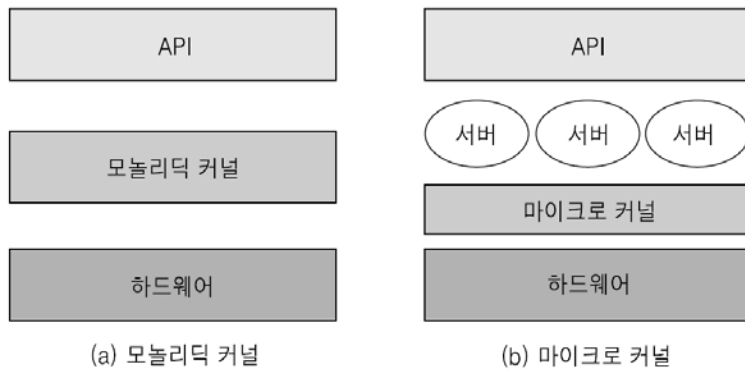 API
모놀리딕 커널
하드웨어
(a) 모놀리딕 커널
API
서버 서버 서버
마이크로 커널
하드웨어
(b) 마이크로 커널